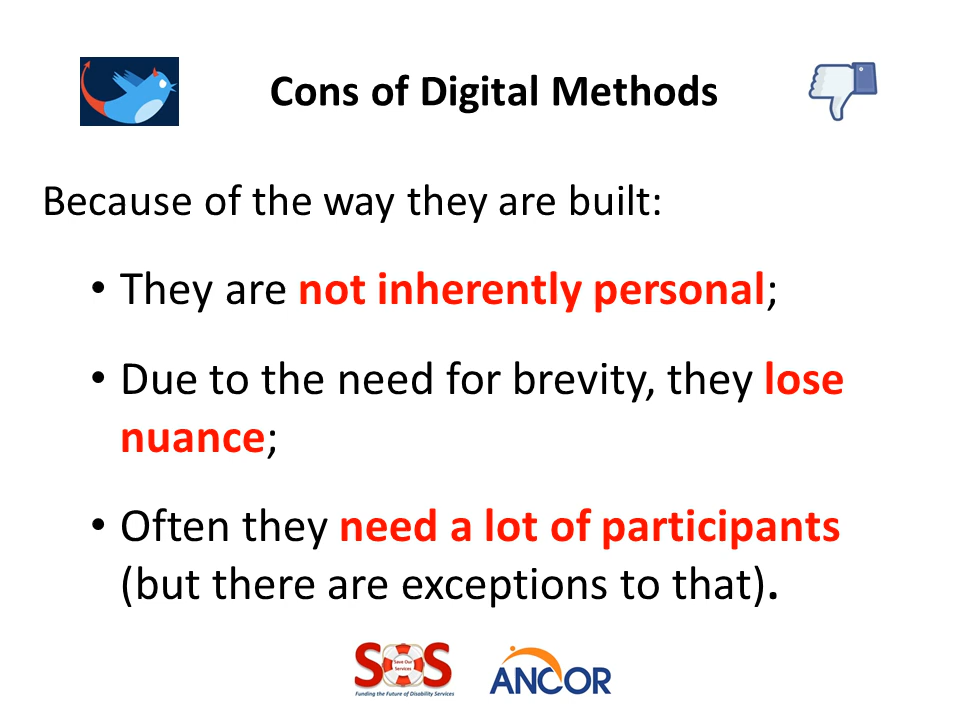 Cons of Digital Methods
Because of the way they are built:
• They are not inherently personal;
• Due to the need for brevity, they lose
nuance;
• Often they need a lot of participants
(but there are exceptions to that).
SOS
Save Our
Services
Funding the Future of Disability Services
ANCOR